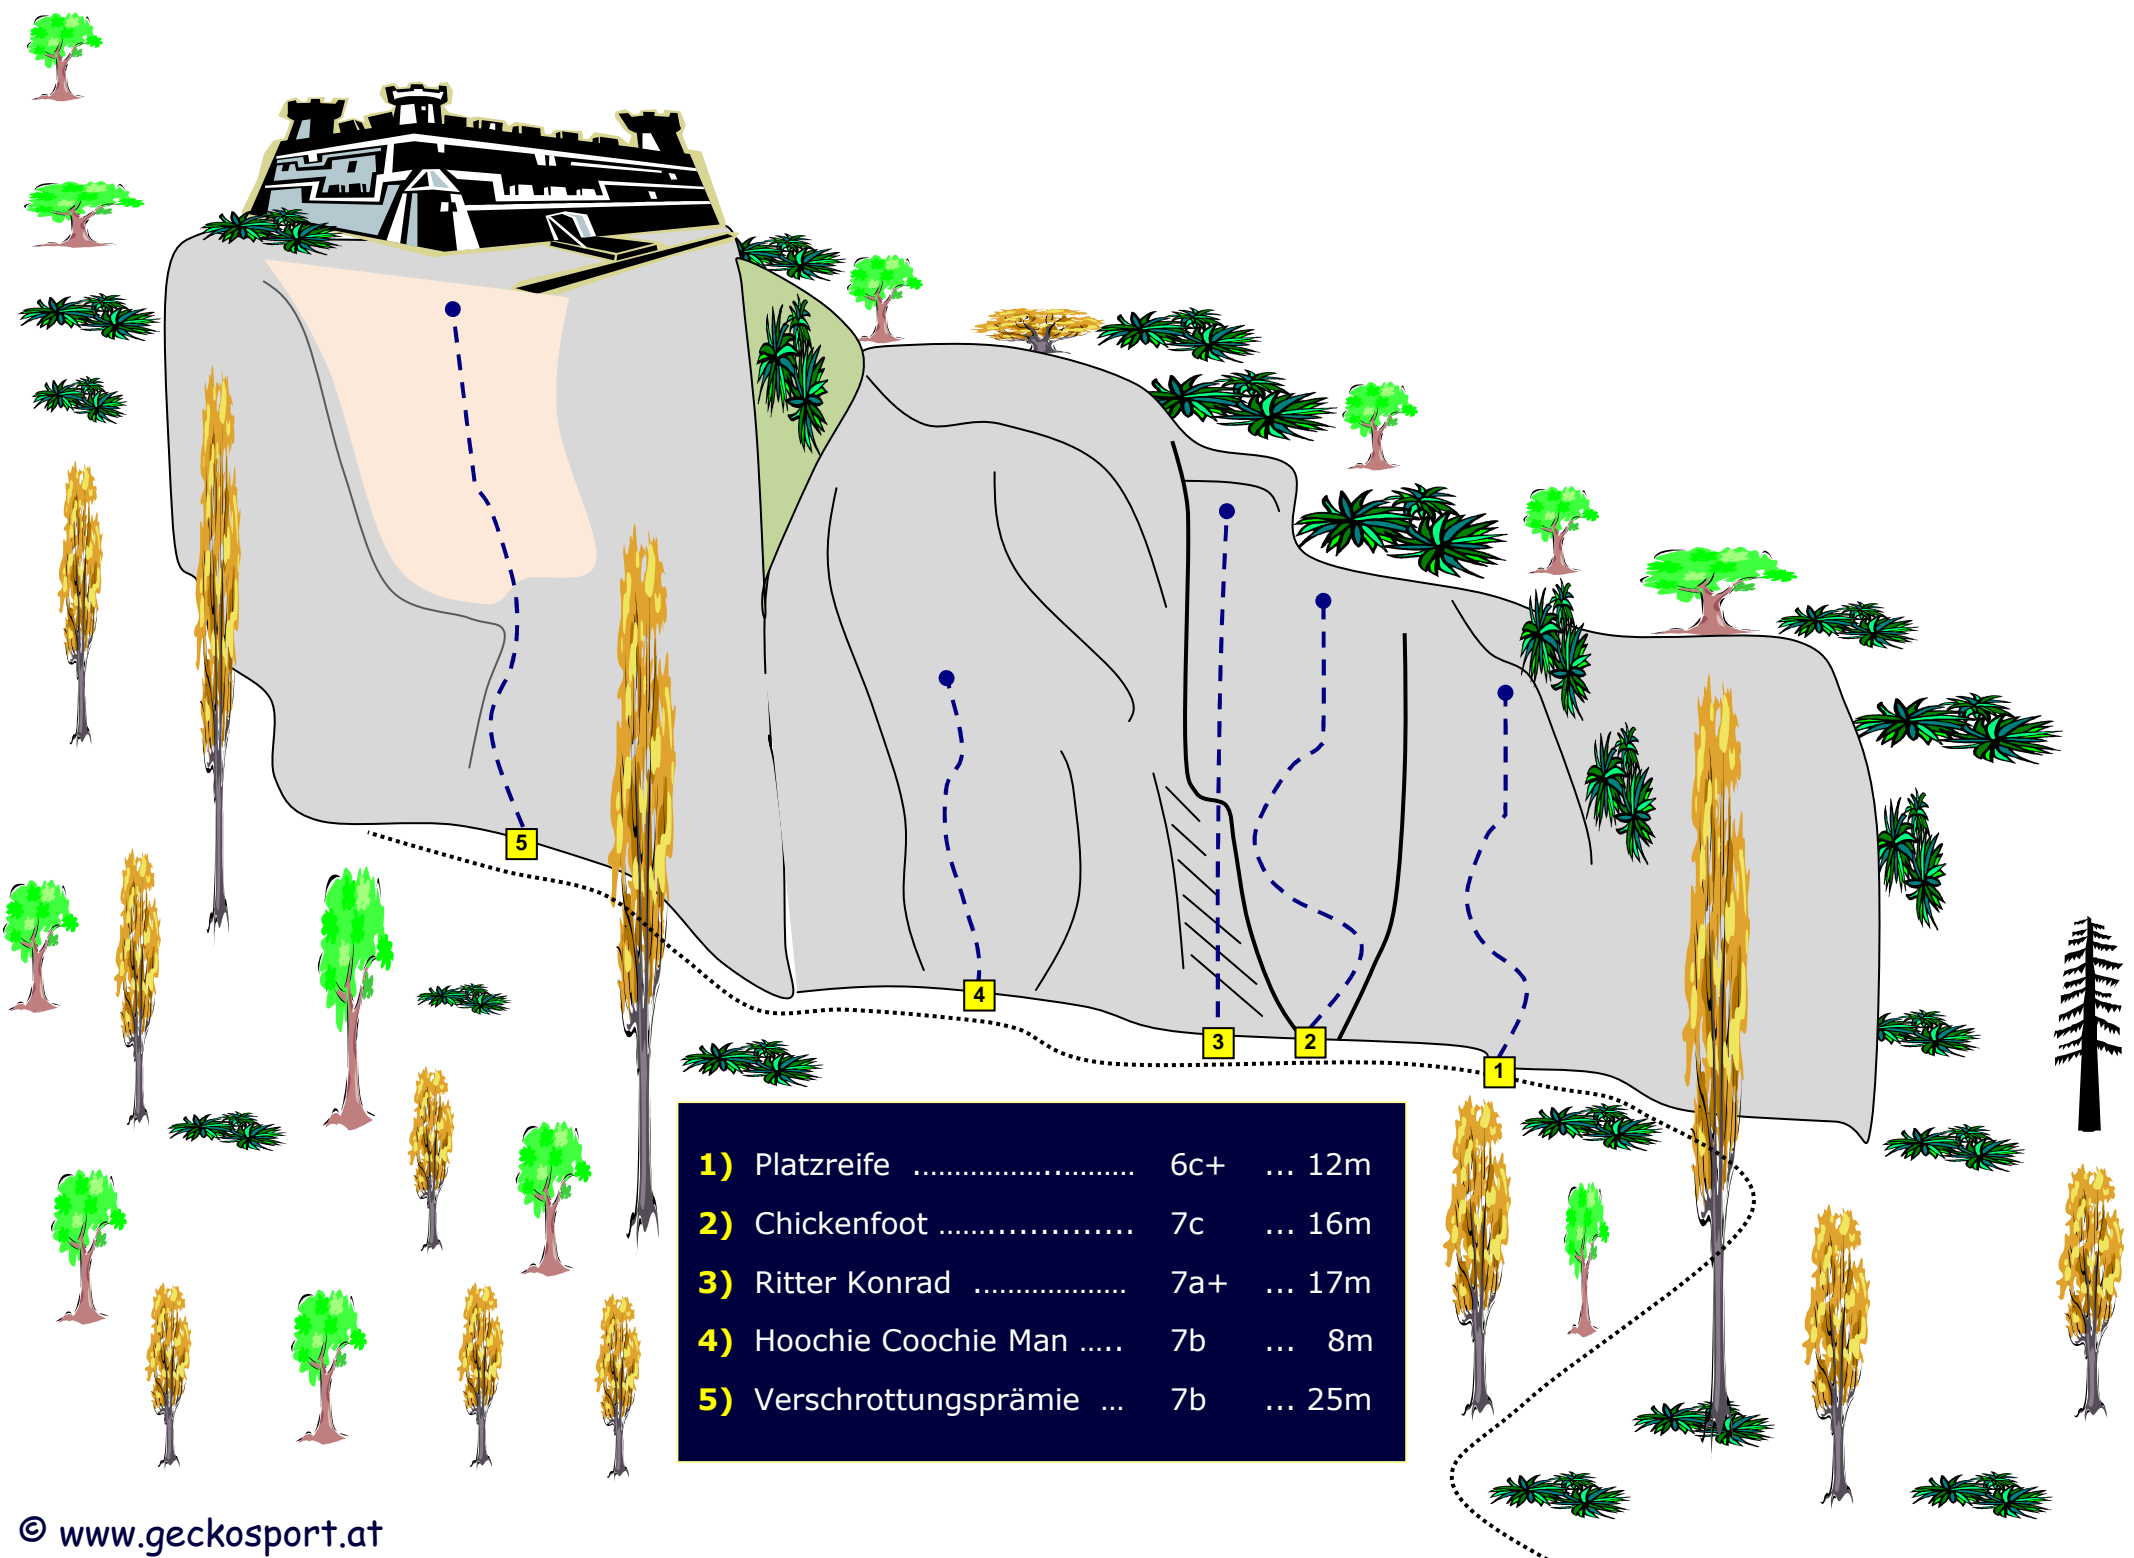 5
4
3
2
1
1) Platzreife ........................... 6c+ ... 12m
2) Chickenfoot .................... 7c ... 16m
3) Ritter Konrad .................. 7a+ ... 17m
4) Hoochie Coochie Man ..... 7b ... 8m
5) Verschrottungsprämie ... 7b ... 25m
© www.geckosport.at